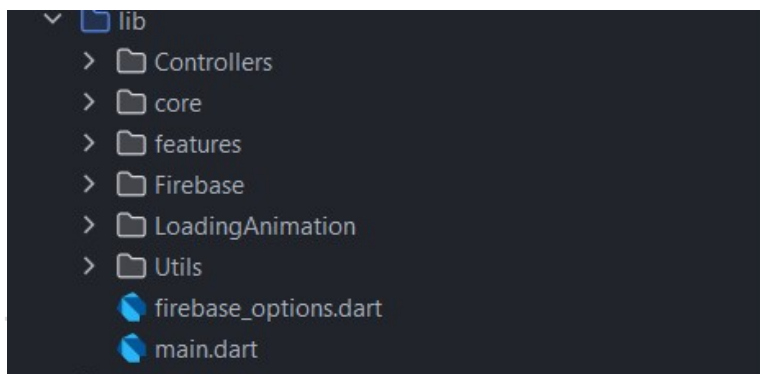 lib
Controllers
core
features
Firebase
LoadingAnimation
Utils
firebase_options.dart
main.dart